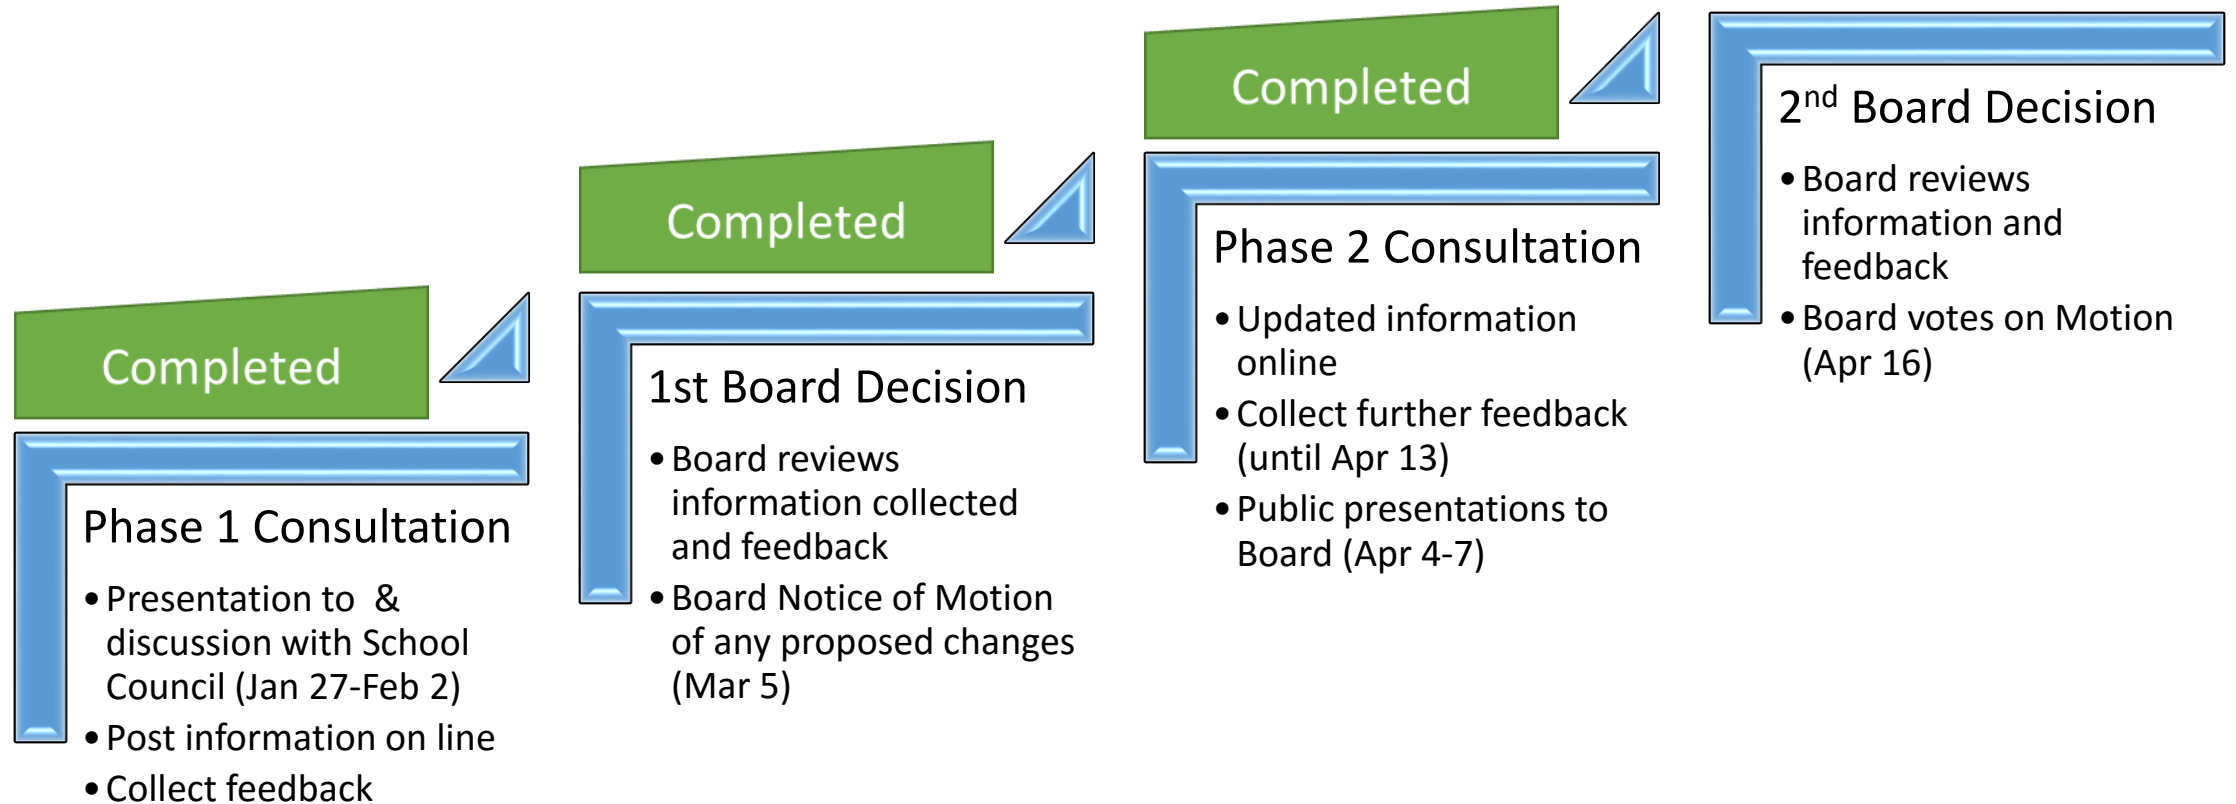 Completed
Phase 1 Consultation
•Presentation to  &
discussion with School
Council (Jan 27-Feb 2)
•Post information on line
•Collect feedback
Completed
1st Board Decision
•Board reviews
information collected
and feedback
•Board Notice of Motion
of any proposed changes
(Mar 5)
Completed
Phase 2 Consultation
•Updated information
online
•Collect further feedback
(until Apr 13)
•Public presentations to
Board (Apr 4-7)
2nd Board Decision
•Board reviews
information and
feedback
•Board votes on Motion
(Apr 16)